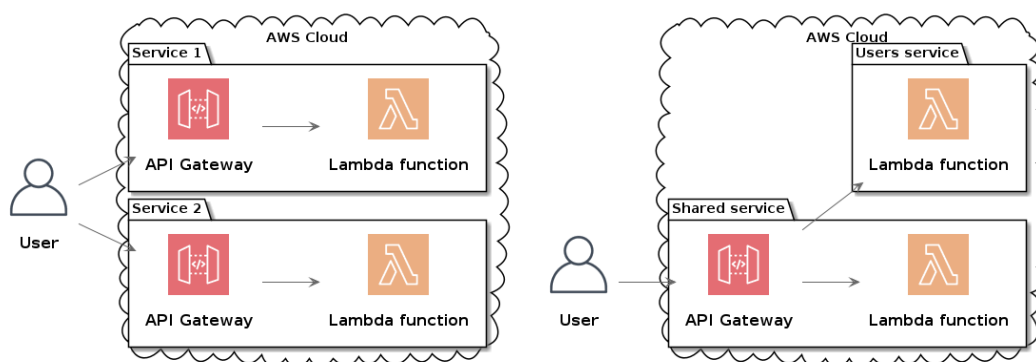 AWS Cloud
Service 1
API Gateway
Lambda function
User
Service 2
API Gateway
Lambda function
AWS Cloud
Users service
Lambda function
Shared service
User
API Gateway
Lambda function